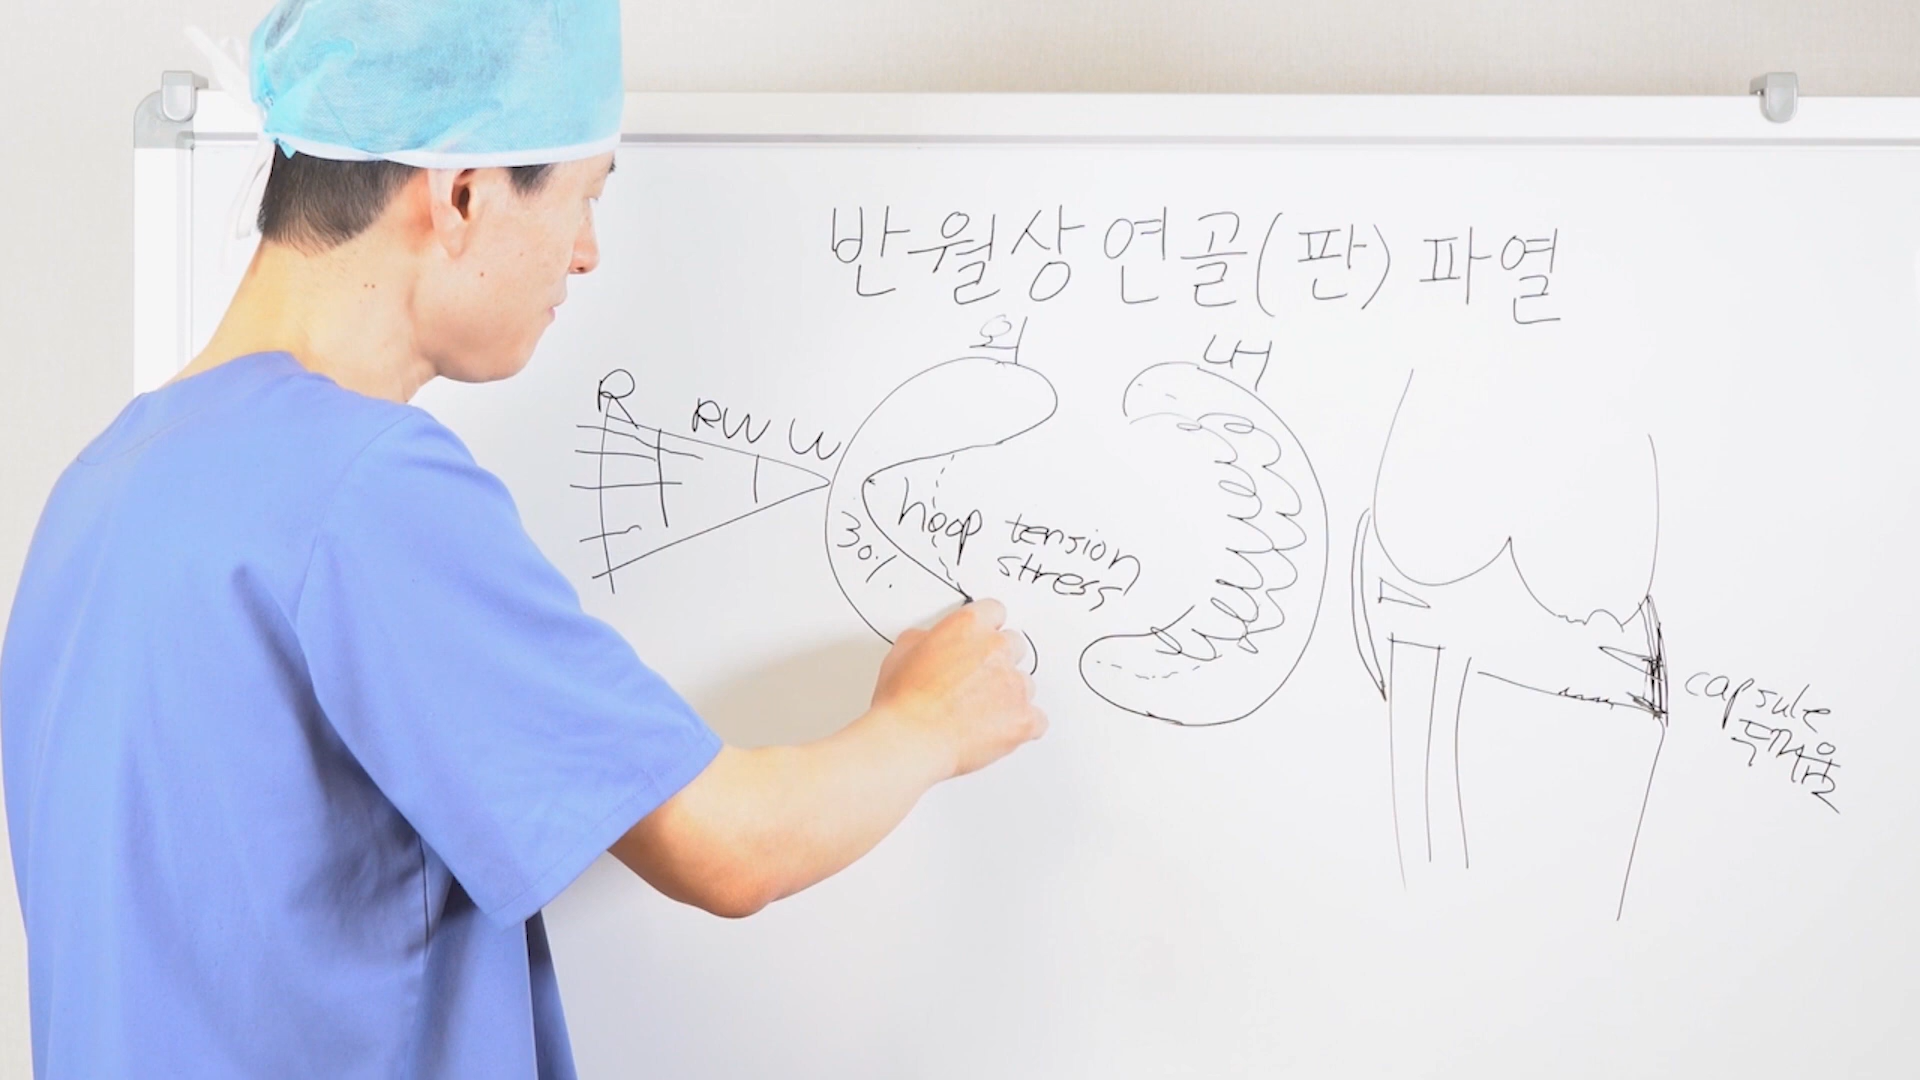 반월상연골(판) 파열
외
내
R RW W
hoop tension
stress
30%
capsule
두꺼움